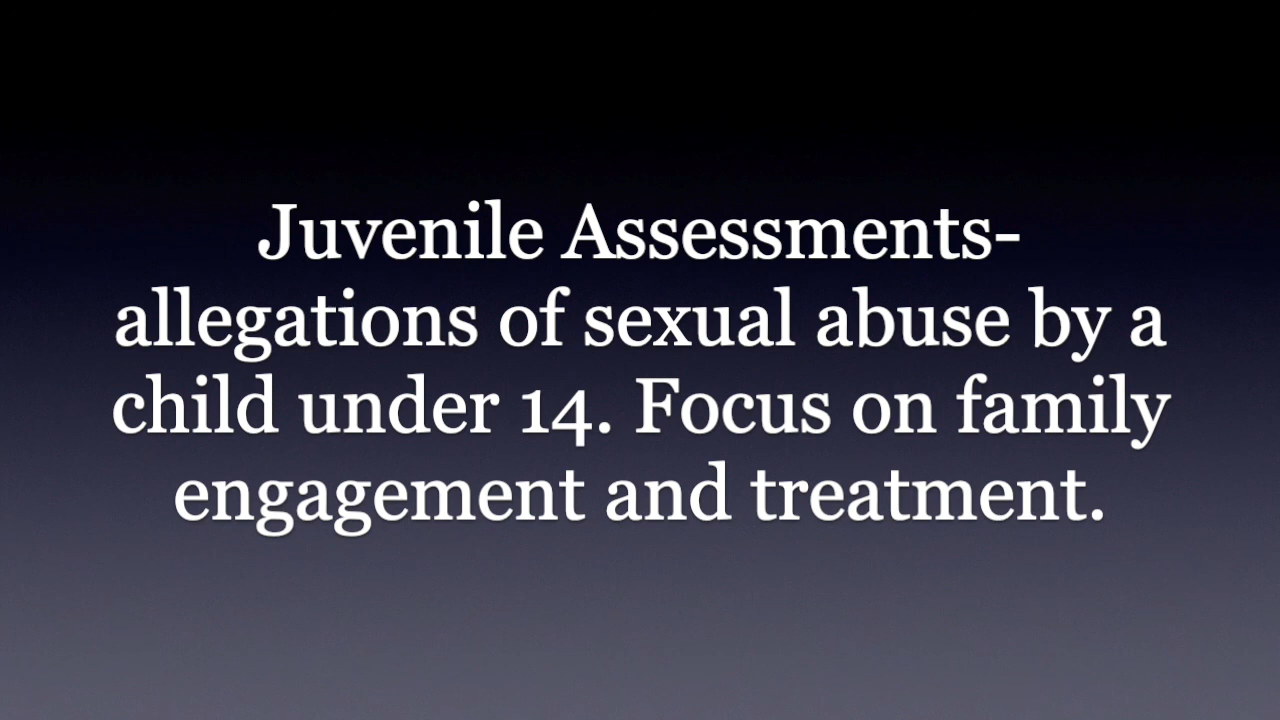 Juvenile Assessments-
allegations of sexual abuse by a
child under 14. Focus on family
engagement and treatment.